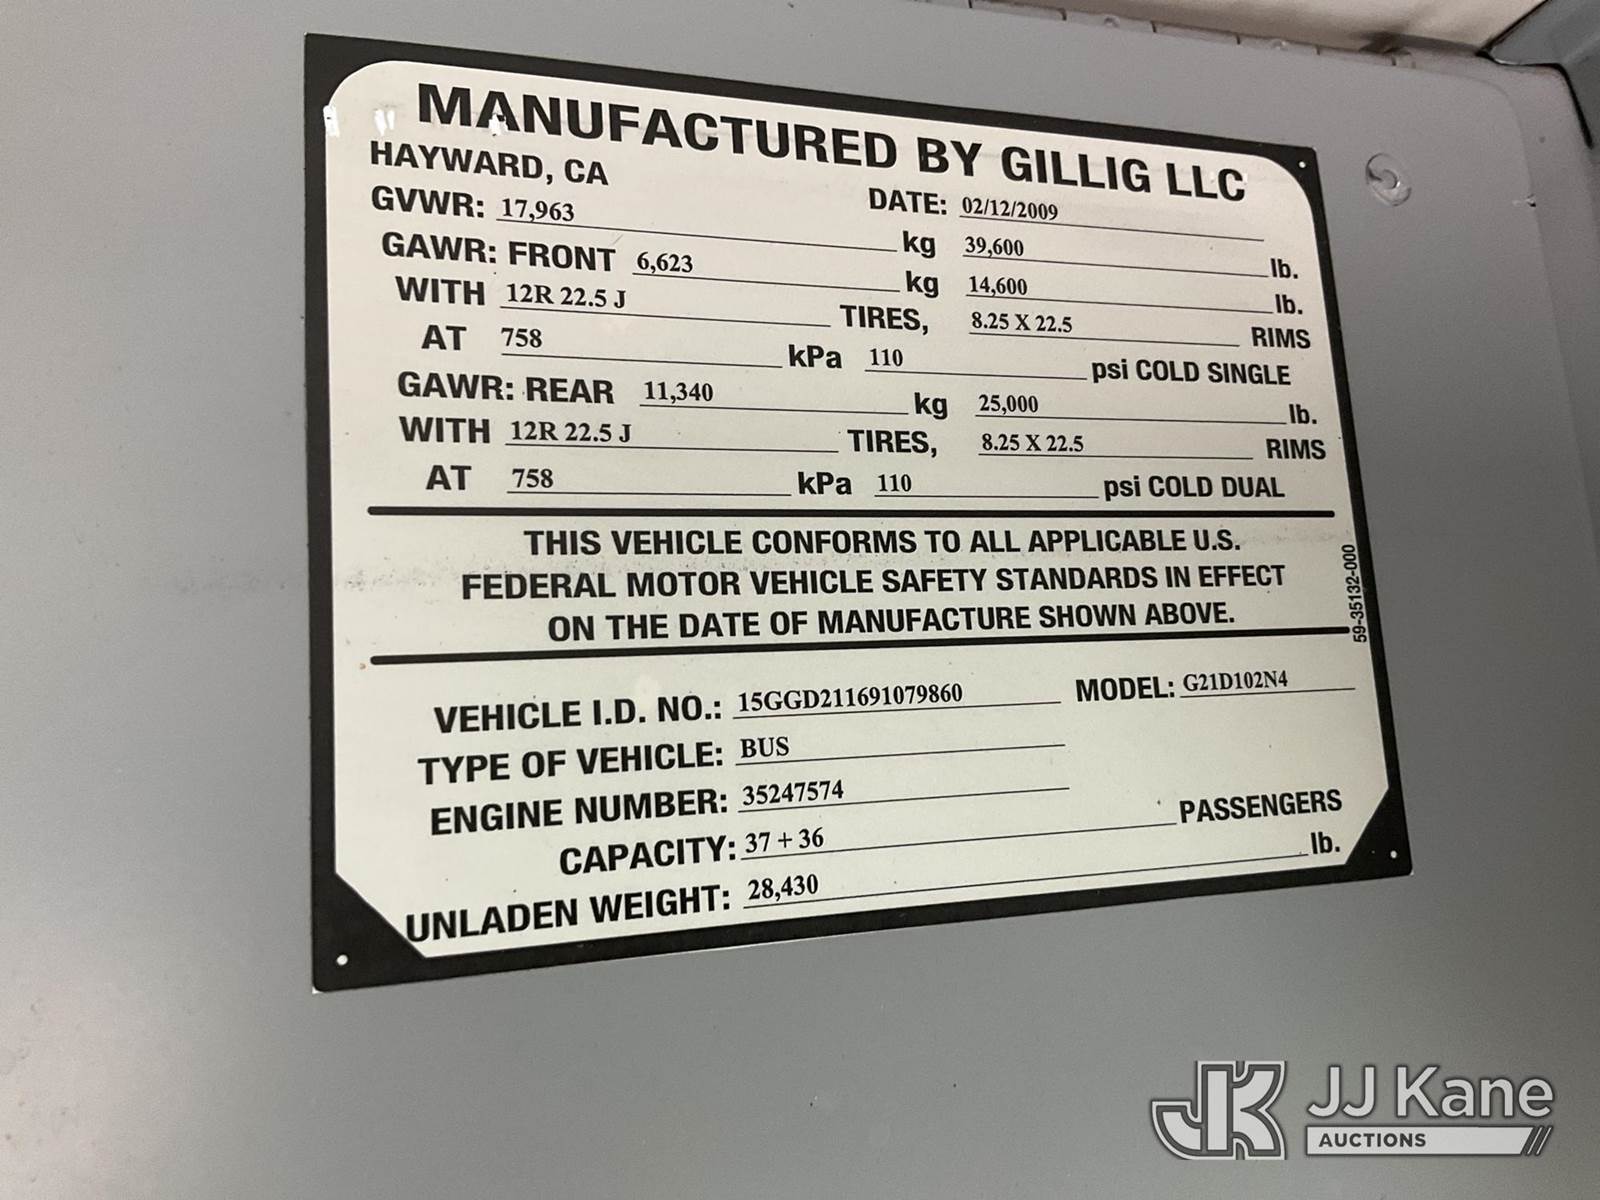 MANUFACTURED BY GILLIG LLC
HAYWARD, CA
DATE: 02/12/2009
GVWR: 17,963 kg 39,600 lb.
GAWR: FRONT 6,623 kg 14,600 lb.
WITH 12R 22.5 J TIRES, 8.25 X 22.5 RIMS
AT 758 kPa 110 psi COLD SINGLE
GAWR: REAR 11,340 kg 25,000 lb.
WITH 12R 22.5 J TIRES, 8.25 X 22.5 RIMS
AT 758 kPa 110 psi COLD DUAL
THIS VEHICLE CONFORMS TO ALL APPLICABLE U.S.
FEDERAL MOTOR VEHICLE SAFETY STANDARDS IN EFFECT
ON THE DATE OF MANUFACTURE SHOWN ABOVE.
59-35132-000
VEHICLE I.D. NO.: 15GGD211691079860 MODEL: G21D102N4
TYPE OF VEHICLE: BUS
ENGINE NUMBER: 35247574
CAPACITY: 37 + 36 PASSENGERS
UNLADEN WEIGHT: 28,430 lb.
JK JJ Kane
AUCTIONS